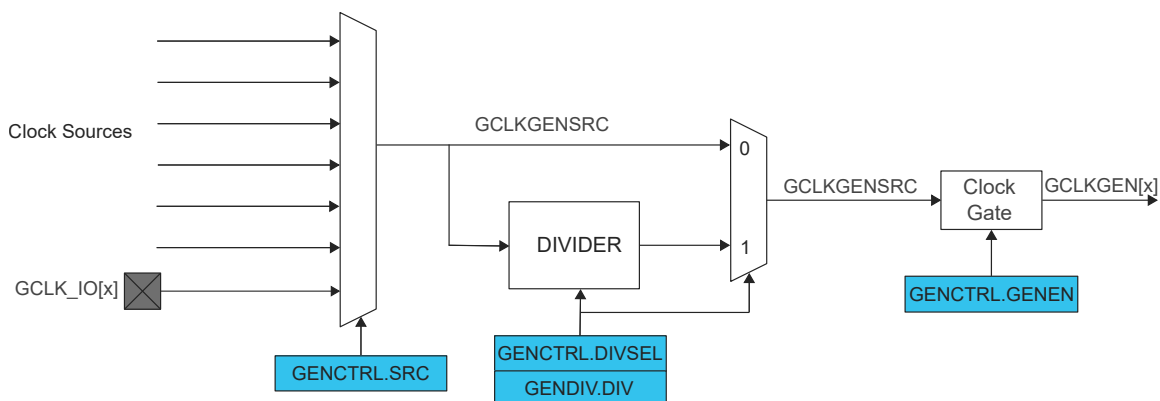 GCLKGENSRC
0
Clock Sources
GCLKGENSRC
Clock
Gate
GCLKGEN[x]
DIVIDER
1
GCLK_IO[x]
GENCTRL.GENEN
GENCTRL.SRC
GENCTRL.DIVSEL
GENDIV.DIV